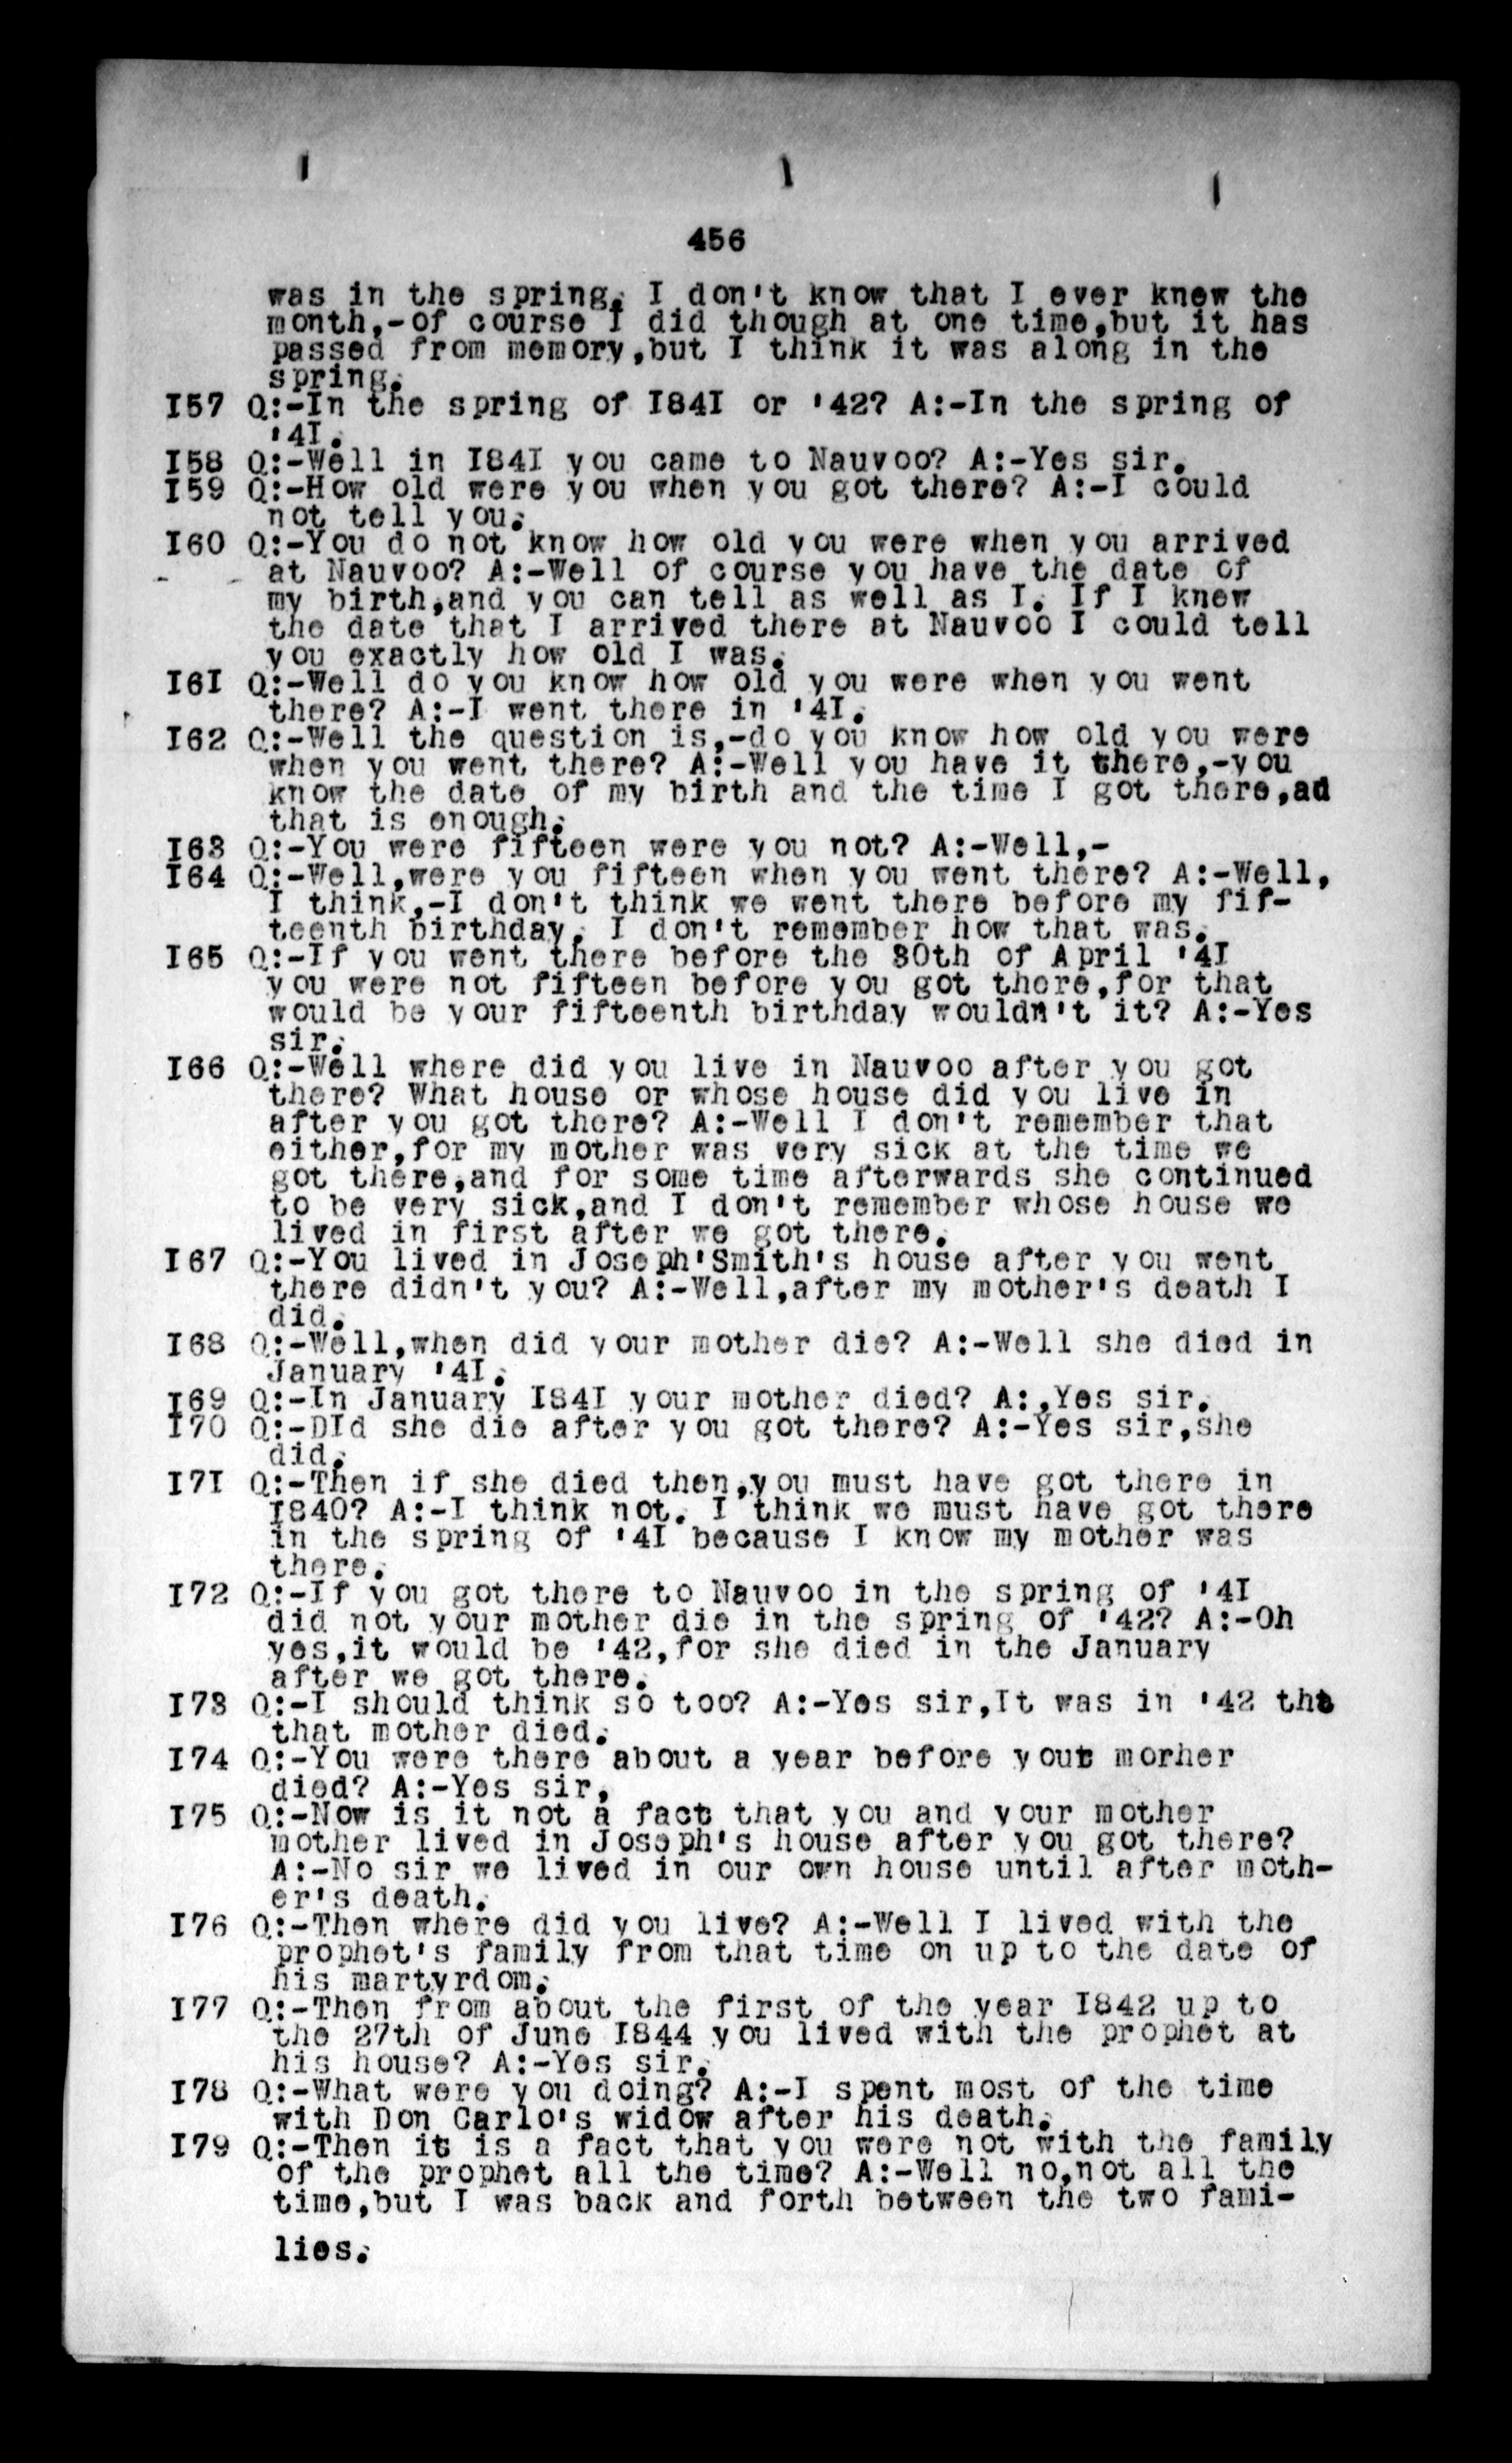 456
was in the spring. I don't know that I ever knew the
month,-of course I did though at one time,but it has
passed from memory,but I think it was along in the
spring.
I57 Q:-In the spring of I84I or '42? A:-In the spring of
'4I.
I58 Q:-Well in I84I you came to Nauvoo? A:-Yes sir.
I59 Q:-How old were you when you got there? A:-I could
not tell you.
I60 Q:-You do not know how old you were when you arrived
at Nauvoo? A:-Well of course you have the date of
my birth,and you can tell as well as I. If I knew
the date that I arrived there at Nauvoo I could tell
you exactly how old I was.
I6I Q:-Well do you know how old you were when you went
there? A:-I went there in '4I.
I62 Q:-Well the question is,-do you know how old you were
when you went there? A:-Well you have it there,-you
know the date of my birth and the time I got there,ad
that is enough.
I63 Q:-You were fifteen were you not? A:-Well,-
I64 Q:-Well,were you fifteen when you went there? A:-Well,
I think,-I don't think we went there before my fif-
teenth birthday. I don't remember how that was.
I65 Q:-If you went there before the 30th of April '4I
you were not fifteen before you got there,for that
would be your fifteenth birthday wouldn't it? A:-Yes
sir.
I66 Q:-Well where did you live in Nauvoo after you got
there? What house or whose house did you live in
after you got there? A:-Well I don't remember that
either,for my mother was very sick at the time we
got there,and for some time afterwards she continued
to be very sick,and I don't remember whose house we
lived in first after we got there.
I67 Q:-You lived in Joseph'Smith's house after you went
there didn't you? A:-Well,after my mother's death I
did.
I68 Q:-Well,when did your mother die? A:-Well she died in
January '4I.
I69 Q:-In January I84I your mother died? A:,Yes sir.
I70 Q:-DId she die after you got there? A:-Yes sir,she
did.
I7I Q:-Then if she died then,you must have got there in
I840? A:-I think not. I think we must have got there
in the spring of '4I because I know my mother was
there.
I72 Q:-If you got there to Nauvoo in the spring of '4I
did not your mother die in the spring of '42? A:-Oh
yes,it would be '42,for she died in the January
after we got there.
I73 Q:-I should think so too? A:-Yes sir,It was in '42 tha
that mother died.
I74 Q:-You were there about a year before your morher
died? A:-Yes sir,
I75 Q:-Now is it not a fact that you and your mother
mother lived in Joseph's house after you got there?
A:-No sir we lived in our own house until after moth-
er's death.
I76 Q:-Then where did you live? A:-Well I lived with the
prophet's family from that time on up to the date of
his martyrdom.
I77 Q:-Then from about the first of the year I842 up to
the 27th of June I844 you lived with the prophet at
his house? A:-Yes sir.
I78 Q:-What were you doing? A:-I spent most of the time
with Don Carlo's widow after his death.
I79 Q:-Then it is a fact that you were not with the family
of the prophet all the time? A:-Well no,not all the
time,but I was back and forth between the two fami-
lies.